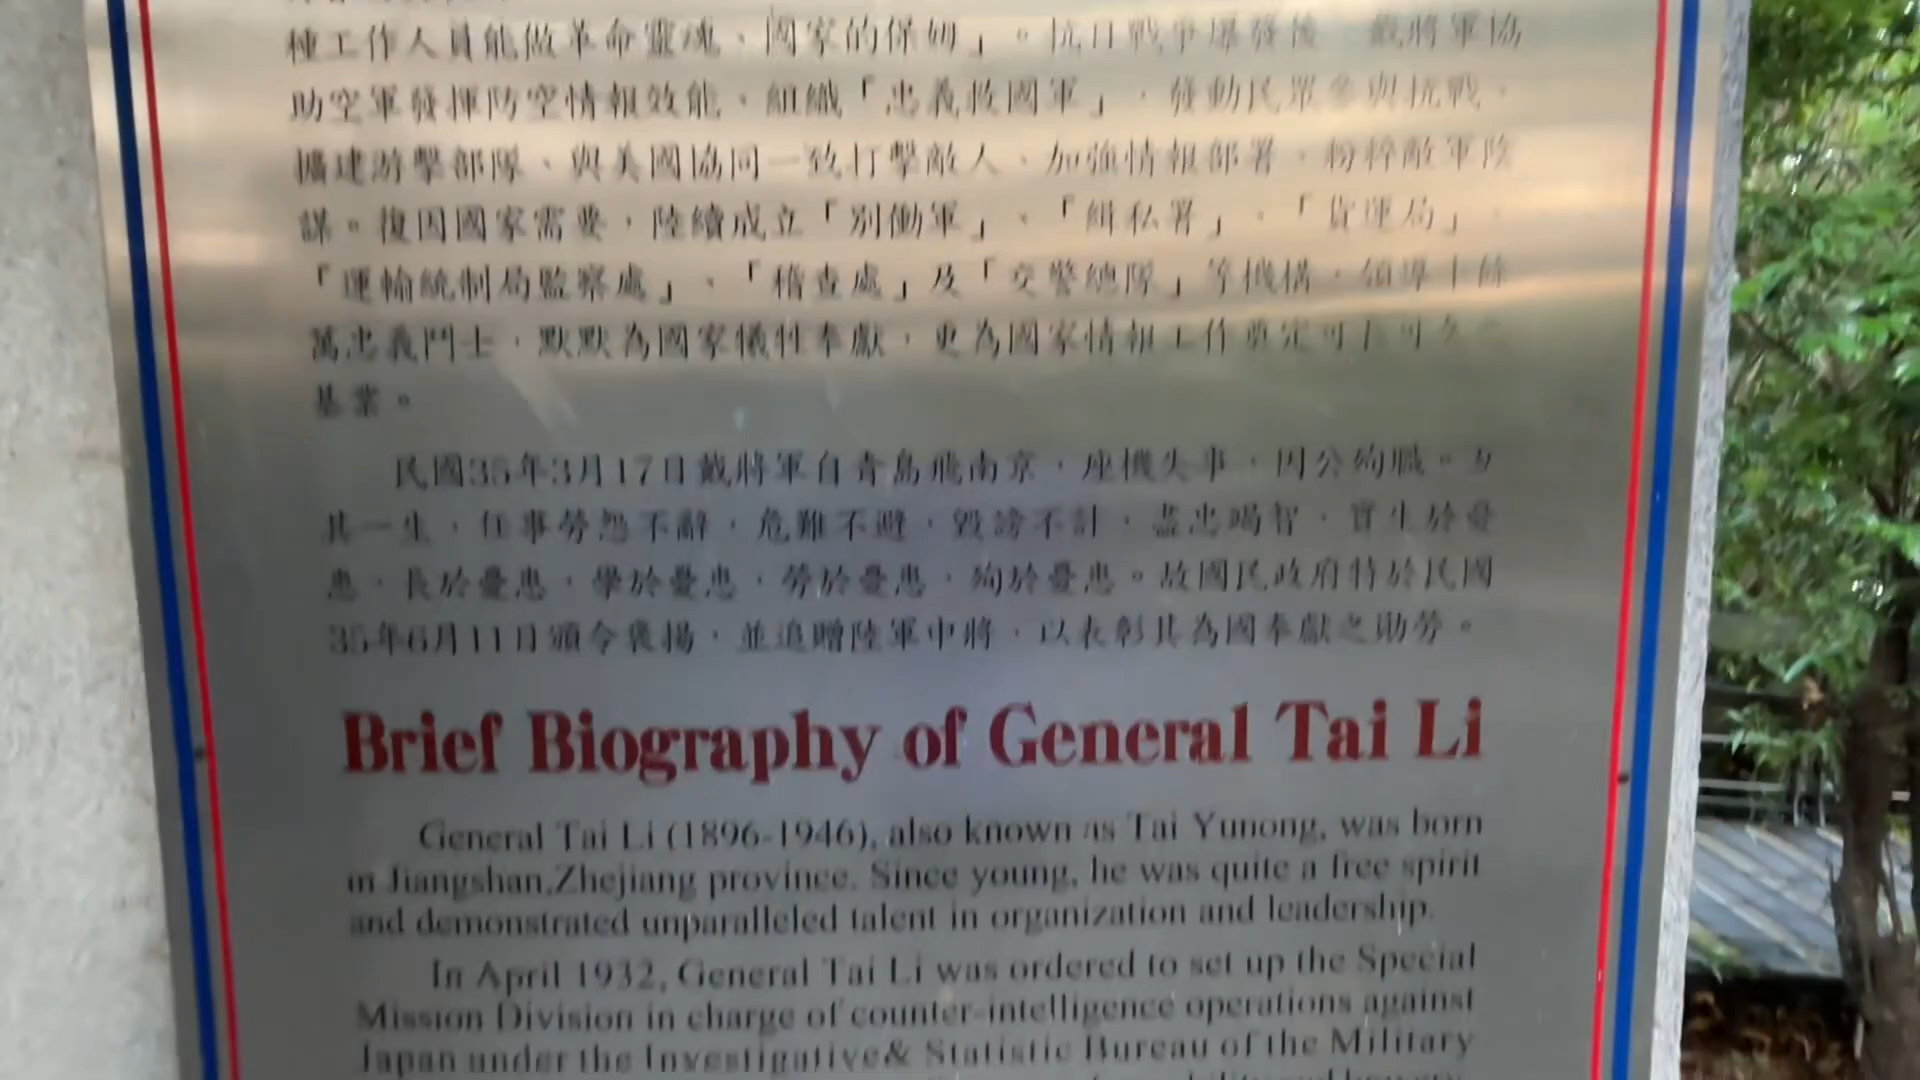 種工作人員能做革命靈魂、國家的保姆」。抗日戰爭爆發後，戴將軍協
助空軍發揮防空情報效能、組織「忠義救國軍」，發動民眾參與抗戰、
擴建游擊部隊、與美國協同一致打擊敵人、加強情報部署、粉粹敵軍陰
謀。復因國家需要，陸續成立「別働軍」、「緝私署」、「貨運局」、
「運輸統制局監察處」、「稽查處」及「交警總隊」等機構，領導十餘
萬忠義鬥士，默默為國家犧牲奉獻，更為國家情報工作奠定可長可久
基業。
民國35年3月17日戴將軍自青島飛南京，座機失事，因公殉職。
其一生，任事勞怨不辭，危難不避，毀謗不計，盡忠竭智，實生於憂
患，長於憂患，學於憂患，勞於憂患，殉於憂患。故國民政府特於民國
35年6月11日頒令褒揚，並追贈陸軍中將，以表彰其為國奉獻之勛勞。
Brief Biography of General Tai Li
General Tai Li (1896-1946), also known as Tai Yunong, was born
in Jiangshan,Zhejiang province. Since young, he was quite a free spirit
and demonstrated unparalleled talent in organization and leadership.
In April 1932, General Tai Li was ordered to set up the Special
Mission Division in charge of counter-intelligence operations against
Japan under the Investigative& Statistic Bureau of the Military